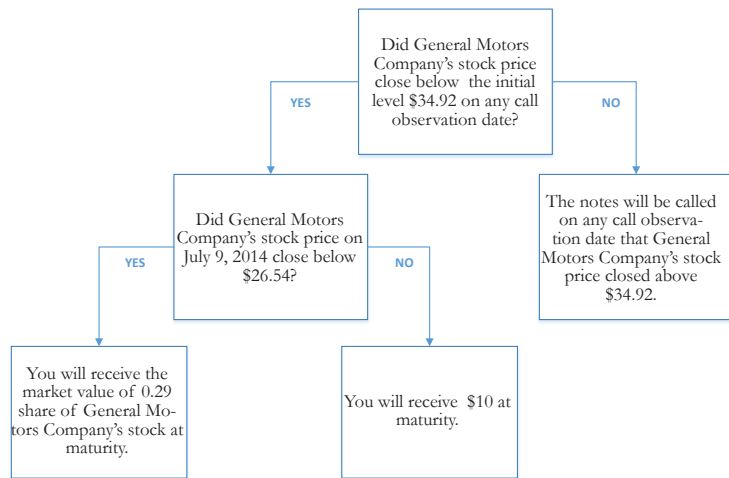 Did General Motors
Company's stock price
close below the initial
level $34.92 on any call
observation date?
YES
NO
Did General Motors
Company's stock price on
July 9, 2014 close below
$26.54?
The notes will be called
on any call observa-
tion date that General
Motors Company's stock
price closed above
$34.92.
YES
NO
You will receive the
market value of 0.29
share of General Mo-
tors Company's stock at
maturity.
You will receive $10 at
maturity.